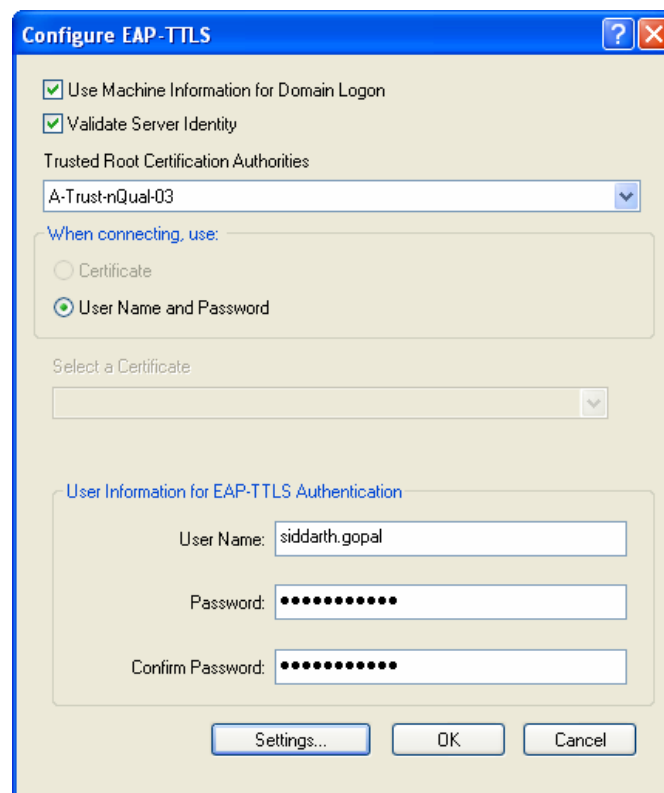 Configure EAP-TTLS
Use Machine Information for Domain Logon
Validate Server Identity
Trusted Root Certification Authorities
A-Trust-nQual-03
When connecting, use:
Certificate
User Name and Password
Select a Certificate
User Information for EAP-TTLS Authentication
User Name: siddarth.gopal
Password: •••••••••••
Confirm Password: •••••••••••
Settings... OK Cancel